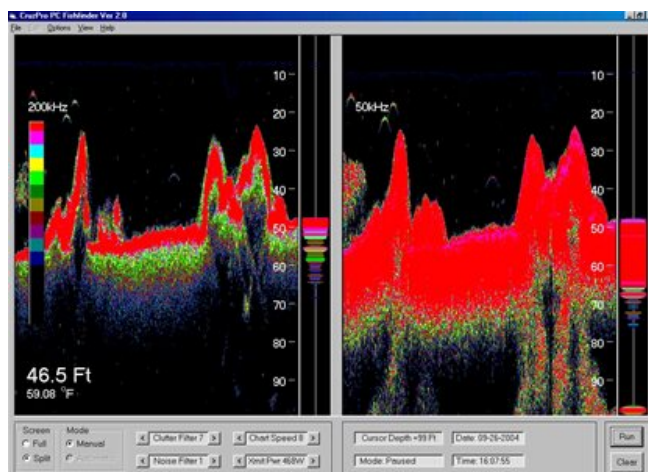 CruzPro PC Fishfinder Ver 2.0
File
Options View Help
200kHz
10
20
30
40
50
60
70
80
90
46.5 Ft
59.08 °F
50kHz
10
20
30
40
50
60
70
80
90
Screen
Full
Split
Mode
Manual
< Clutter Filter 7 >
< Chart Speed 8 >
< Noise Filter 1 >
< Xmit Pwr 468W >
Cursor Depth =99 Ft
Date: 09-26-2004
Mode: Paused
Time: 16:07:55
Run
Clear